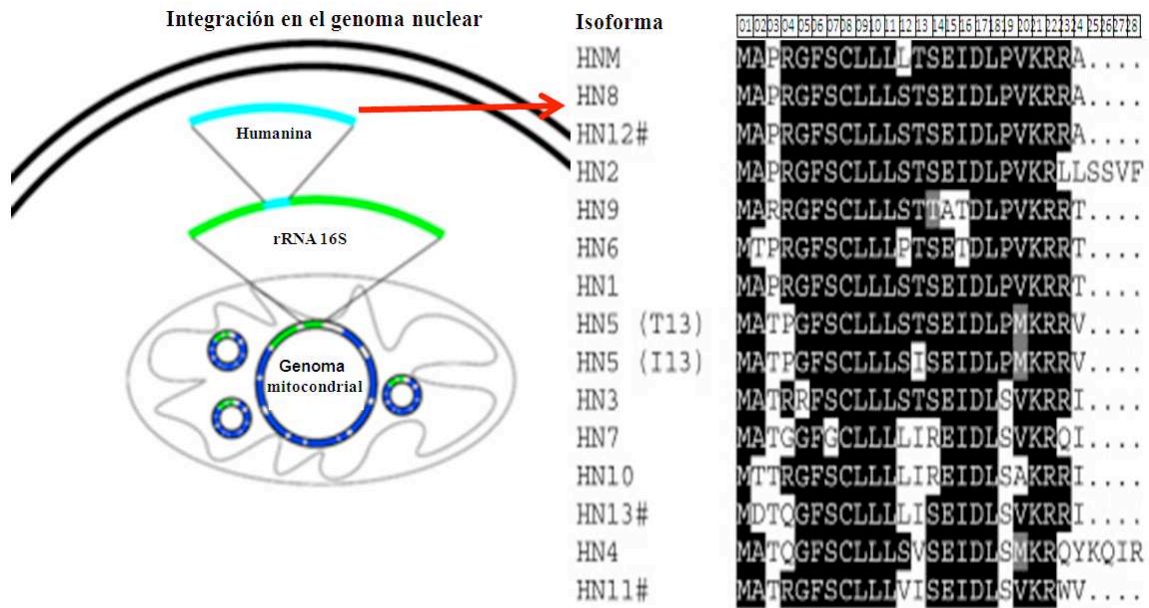 Integración en el genoma nuclear
Humanina
rRNA 16S
Genoma
mitocondrial
Isoforma 01 02 03 04 05 06 07 08 09 10 11 12 13 14 15 16 17 18 19 20 21 22 23 24 25 26 27 28
HNM MAPRGFSCLLLLTSEIDLPVKRRA....
HN8 MAPRGFSCLLLSTSEIDLPVKRRA....
HN12# MAPRGFSCLLLSTSEIDLPVKRRA....
HN2 MAPRGFSCLLLSTSEIDLPVKRLLSSVF
HN9 MARRGFSCLLLSTTATDLPVKRRT....
HN6 MTPRGFSCLLLPTSETDLPVKRRT....
HN1 MAPRGFSCLLLSTSEIDLPVKRRT....
HN5 (T13) MATPGFSCLLLSTSEIDLPMKRRV....
HN5 (I13) MATPGFSCLLLSISEIDLPMKRRV....
HN3 MATRRFSCLLLSTSEIDLSVKRRI....
HN7 MATGGFGCLLLLIREIDLSVKRQI....
HN10 MTTRGFSCLLLLIREIDLSAKRRI....
HN13# MDTQGFSCLLLLISEIDLSVKRRI....
HN4 MATQGFSCLLLSVSEIDLSMKRQYKQIR
HN11# MATRGFSCLLLVISEIDLSVKRWV....